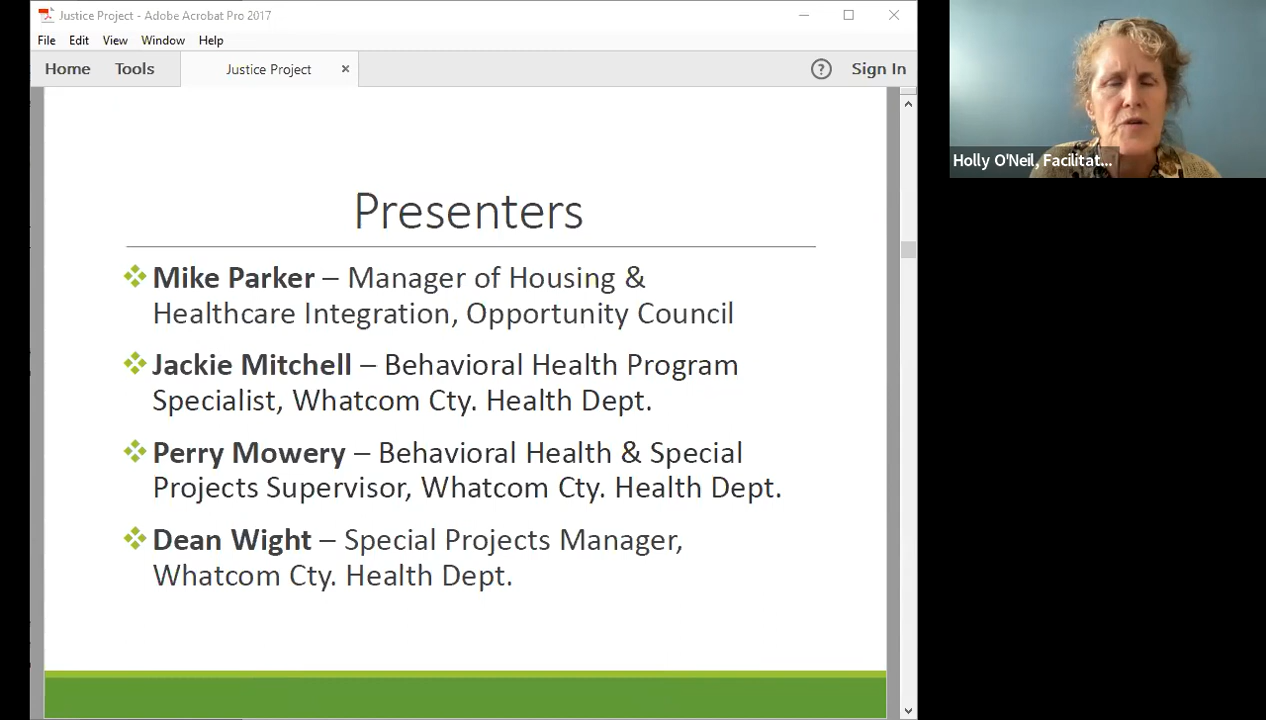 Justice Project - Adobe Acrobat Pro 2017
File Edit View Window Help
Home Tools Justice Project × ? Sign In
Holly O'Neil, Facilitat...
Presenters
Mike Parker – Manager of Housing &
Healthcare Integration, Opportunity Council
Jackie Mitchell – Behavioral Health Program
Specialist, Whatcom Cty. Health Dept.
Perry Mowery – Behavioral Health & Special
Projects Supervisor, Whatcom Cty. Health Dept.
Dean Wight – Special Projects Manager,
Whatcom Cty. Health Dept.